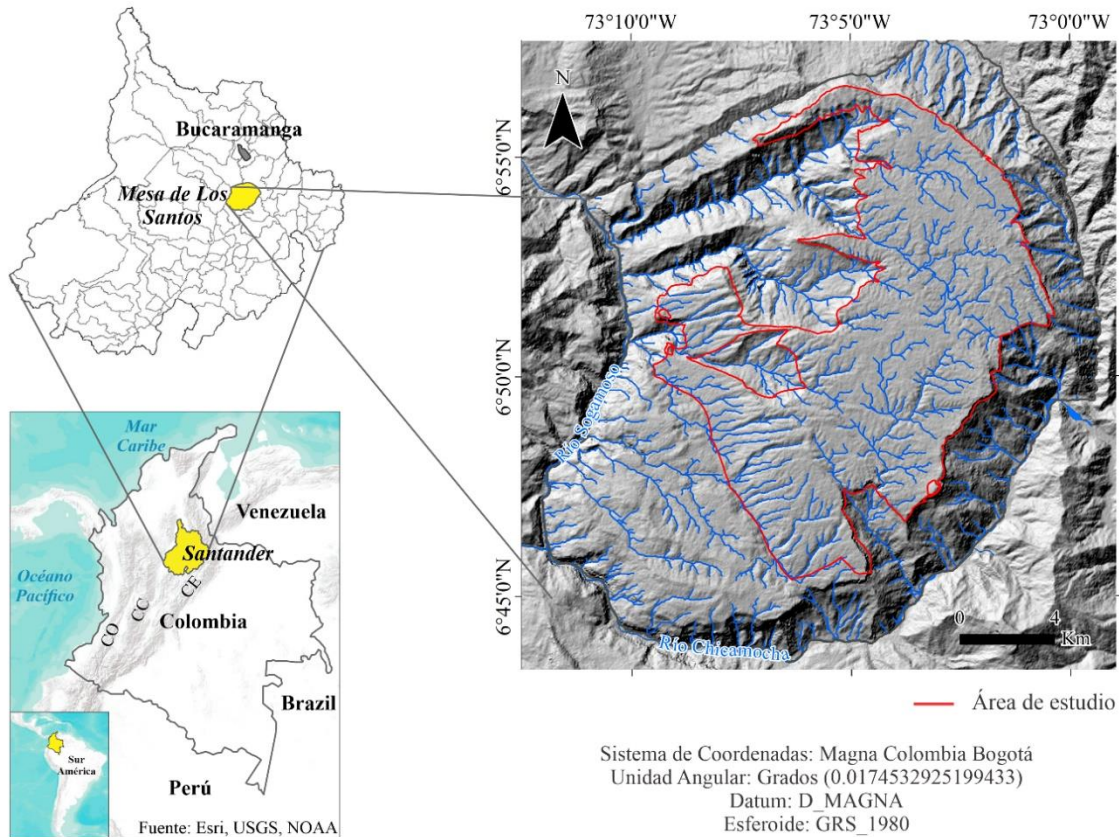 Bucaramanga
Mesa de Los
Santos
Mar
Caribe
Venezuela
Santander
Océano
Pacífico
CO
CC
CE
Colombia
Brazil
Perú
Sur
América
Fuente: Esri, USGS, NOAA
73°10'0"W 73°5'0"W 73°0'0"W
N
6°55'0"N
6°50'0"N
6°45'0"N
Río Sogamoso
Río Chicamocha
0 4
Km
Área de estudio
Sistema de Coordenadas: Magna Colombia Bogotá
Unidad Angular: Grados (0.0174532925199433)
Datum: D_MAGNA
Esferoide: GRS_1980